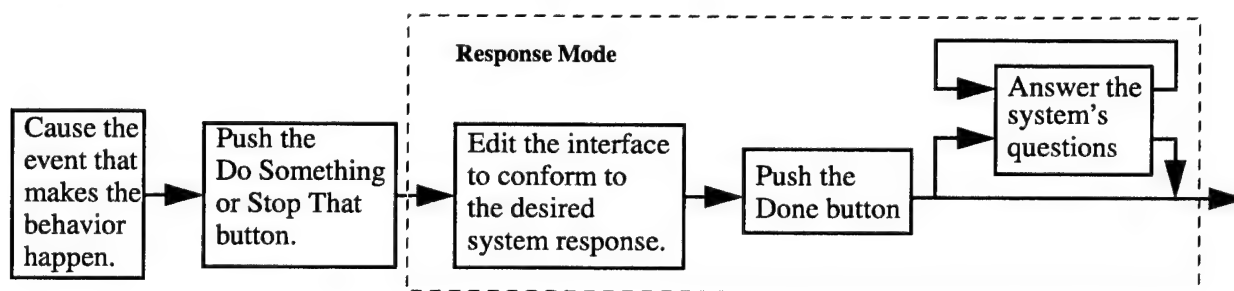 Response Mode
Cause the
event that
makes the
behavior
happen.
Push the
Do Something
or Stop That
button.
Edit the interface
to conform to
the desired
system response.
Push the
Done button
Answer the
system's
questions